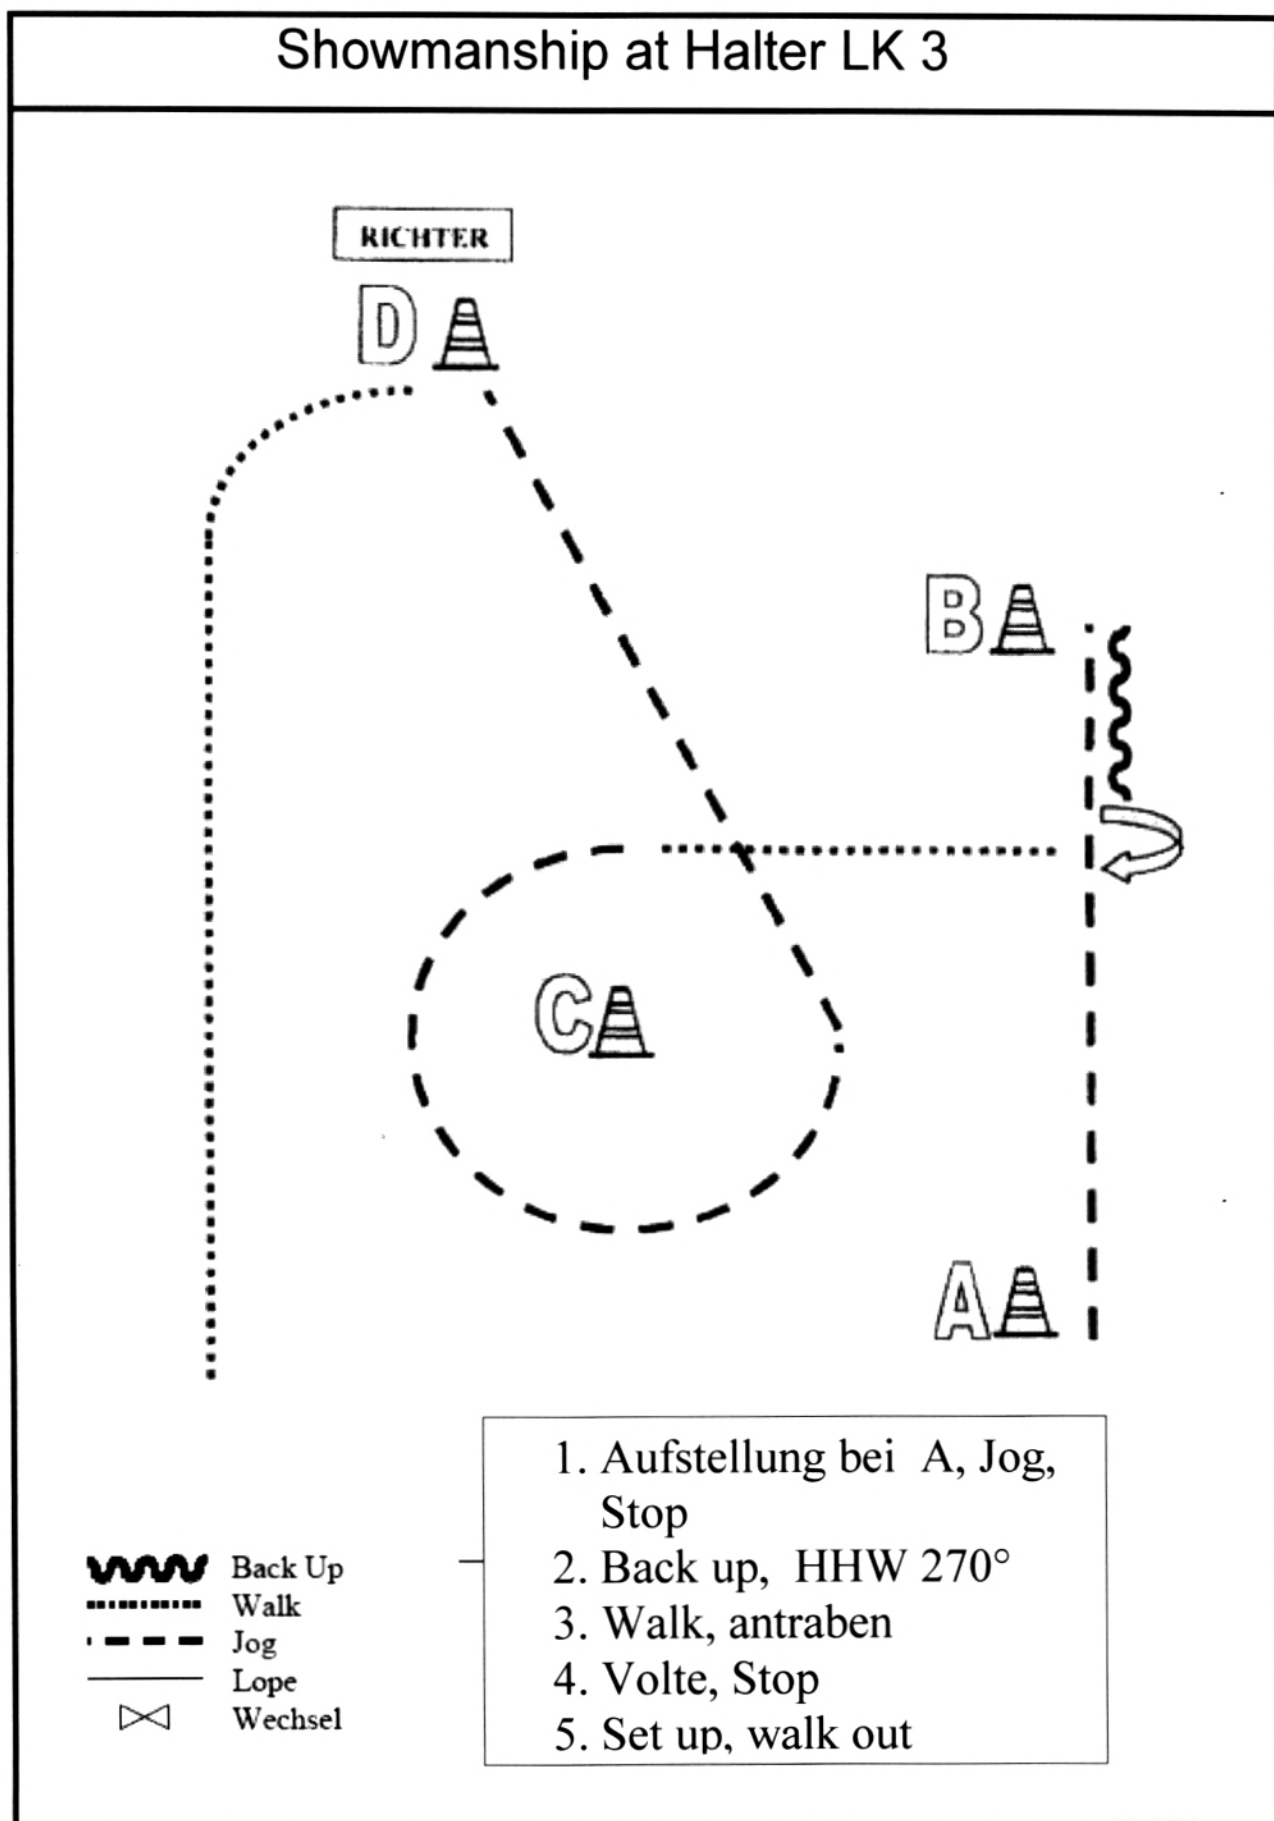 Showmanship at Halter LK 3
RICHTER
D
B
C
A
1. Aufstellung bei A, Jog,
Stop
2. Back up, HHW 270°
3. Walk, antraben
4. Volte, Stop
5. Set up, walk out
Back Up
Walk
Jog
Lope
Wechsel